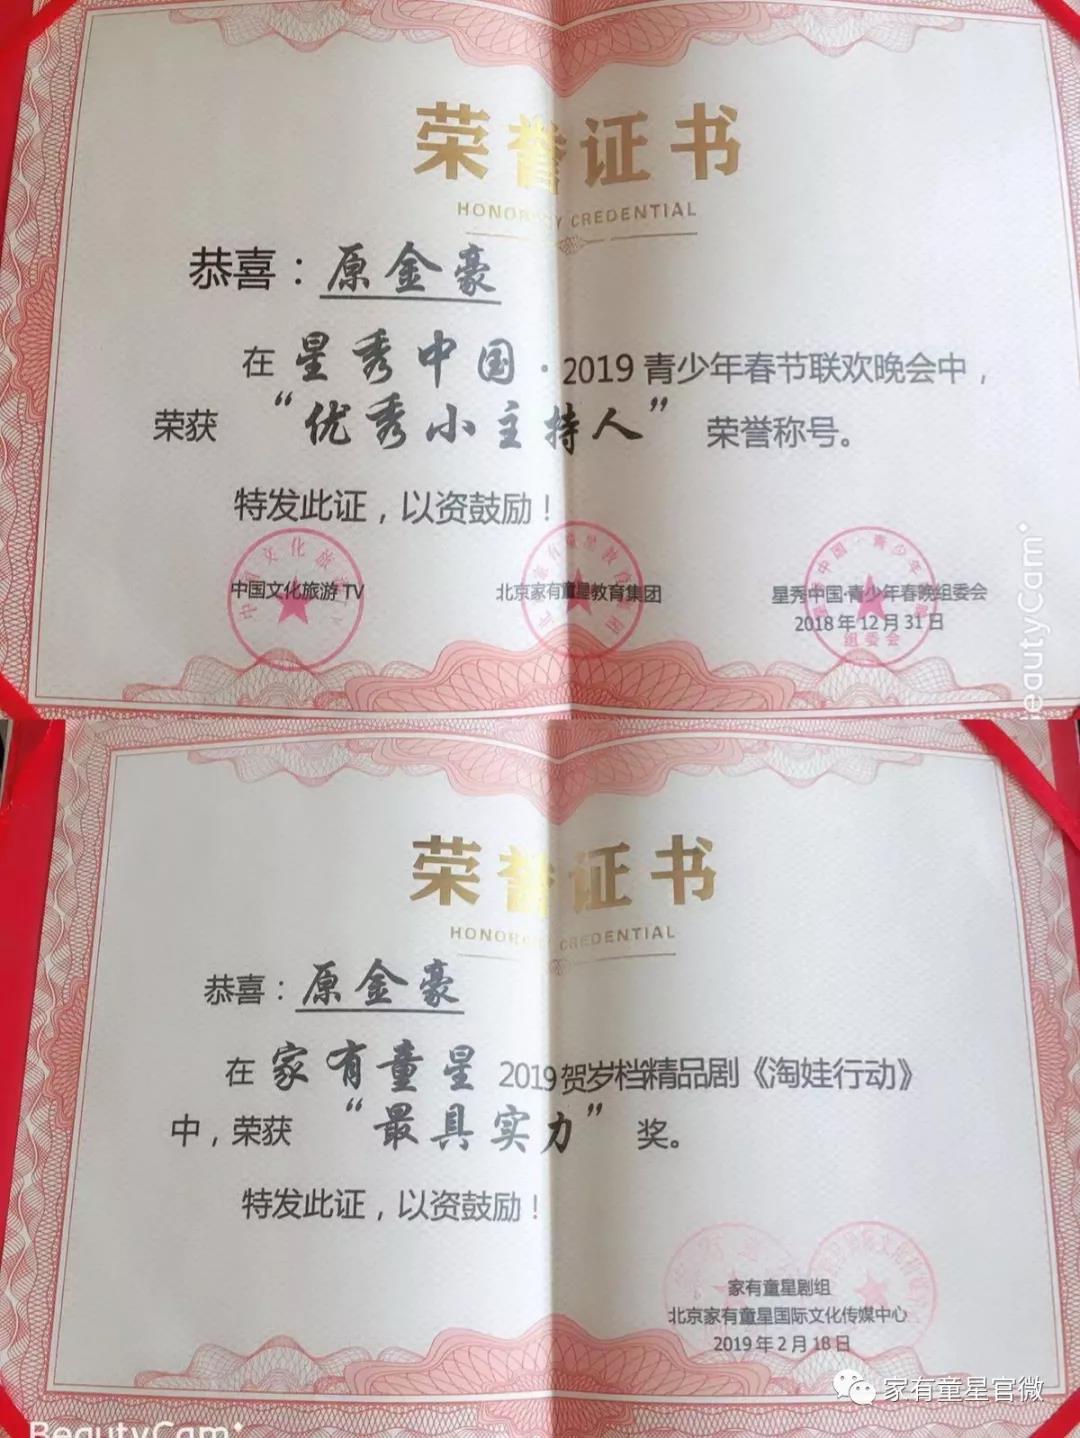 荣誉证书
HONORARY CREDENTIAL
恭喜：原金豪
在星秀中国·2019青少年春节联欢晚会中，
荣获“优秀小主持人”荣誉称号。
特发此证，以资鼓励！
中国文化旅游TV 北京家有童星教育集团 星秀中国·青少年春晚组委会
2018年12月31日
组委会
BeautyCam
荣誉证书
HONORARY CREDENTIAL
恭喜：原金豪
在家有童星2019贺岁档精品剧《淘娃行动》
中，荣获“最具实力”奖。
特发此证，以资鼓励！
家有童星剧组
北京家有童星国际文化传媒中心
2019年2月18日
家有童星官微
BeautyCam